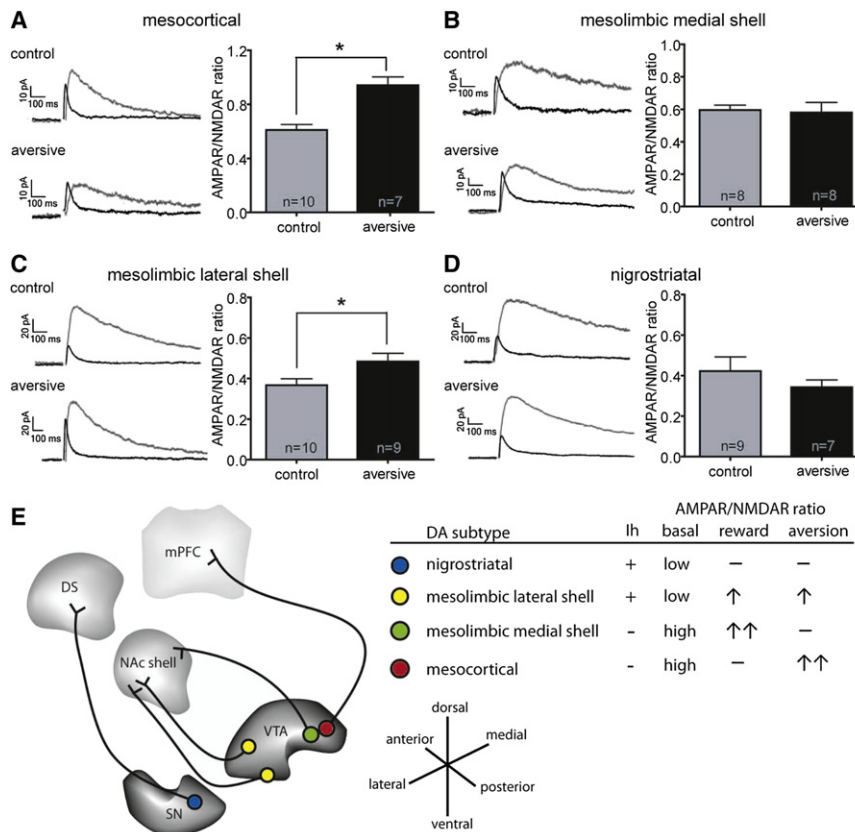 A
mesocortical
control
10 pA
100 ms
aversive
10 pA
100 ms
AMPAR/NMDAR ratio
1.2
0.9
0.6
0.4
0.0
*
n=10
n=7
control
aversive
B
mesolimbic medial shell
control
10 pA
100 ms
aversive
10 pA
100 ms
AMPAR/NMDAR ratio
1.0
0.8
0.6
0.4
0.2
0.0
n=8
n=8
control
aversive
C
mesolimbic lateral shell
control
20 pA
100 ms
aversive
20 pA
100 ms
AMPAR/NMDAR ratio
0.8
0.6
0.4
0.2
0.0
*
n=10
n=9
control
aversive
D
nigrostriatal
control
20 pA
100 ms
aversive
20 pA
100 ms
AMPAR/NMDAR ratio
0.8
0.6
0.4
0.2
0.0
n=9
n=7
control
aversive
E
mPFC
DS
NAc shell
VTA
SN
AMPAR/NMDAR ratio
DA subtype Ih basal reward aversion
nigrostriatal + low – –
mesolimbic lateral shell + low ↑ ↑
mesolimbic medial shell - high ↑↑ –
mesocortical - high – ↑↑
dorsal
anterior medial
lateral posterior
ventral